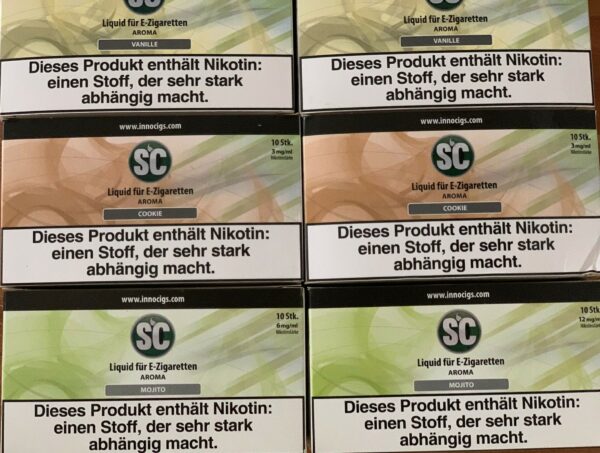 Liquid für E-Zigaretten
AROMA
VANILLE
Dieses Produkt enthält Nikotin:
einen Stoff, der sehr stark
abhängig macht.
Liquid für E-Zigaretten
AROMA
VANILLE
Dieses Produkt enthält Nikotin:
einen Stoff, der sehr stark
abhängig macht.
www.innocigs.com
10 Stk.
3 mg/ml
Nikotinstärke
SC
Liquid für E-Zigaretten
AROMA
COOKIE
Dieses Produkt enthält Nikotin:
einen Stoff, der sehr stark
abhängig macht.
www.innocigs.com
10 Stk.
3 mg/ml
Nikotinstärke
SC
Liquid für E-Zigaretten
AROMA
COOKIE
Dieses Produkt enthält Nikotin:
einen Stoff, der sehr stark
abhängig macht.
www.innocigs.com
10 Stk.
6 mg/ml
Nikotinstärke
SC
Liquid für E-Zigaretten
AROMA
MOJITO
Dieses Produkt enthält Nikotin:
einen Stoff, der sehr stark
abhängig macht.
www.innocigs.com
10 Stk.
12 mg/m
Nikotinstärke
SC
Liquid für E-Zigaretten
AROMA
MOJITO
Dieses Produkt enthält Nikotin:
einen Stoff, der sehr stark
abhängig macht.